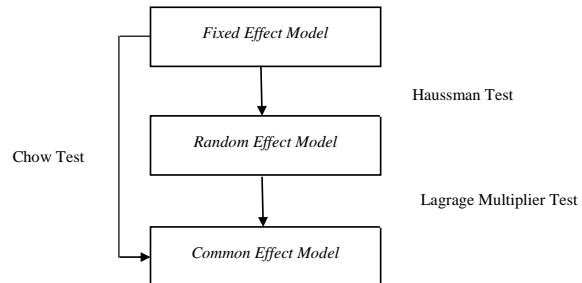 Fixed Effect Model
Haussman Test
Random Effect Model
Chow Test
Lagrage Multiplier Test
Common Effect Model